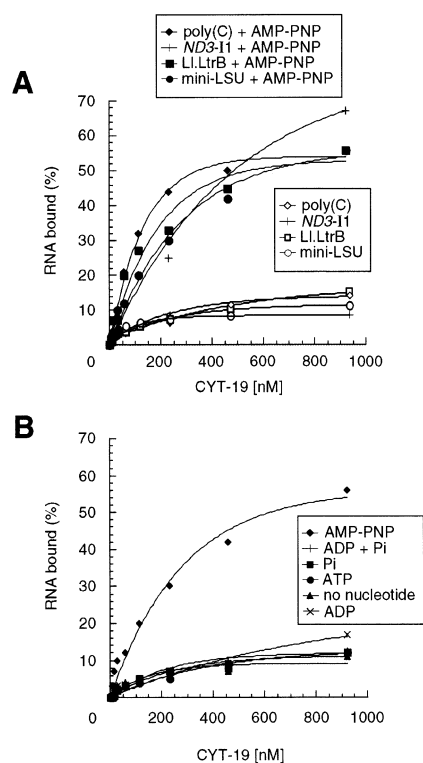 poly(C) + AMP-PNP
ND3-I1 + AMP-PNP
Ll.LtrB + AMP-PNP
mini-LSU + AMP-PNP
A
70
60
50
40
30
20
10
RNA bound (%)
poly(C)
ND3-I1
Ll.LtrB
mini-LSU
0 200 400 600 800 1000
CYT-19 [nM]
B
70
60
50
40
30
20
10
RNA bound (%)
AMP-PNP
ADP + Pi
Pi
ATP
no nucleotide
ADP
0 200 400 600 800 1000
CYT-19 [nM]